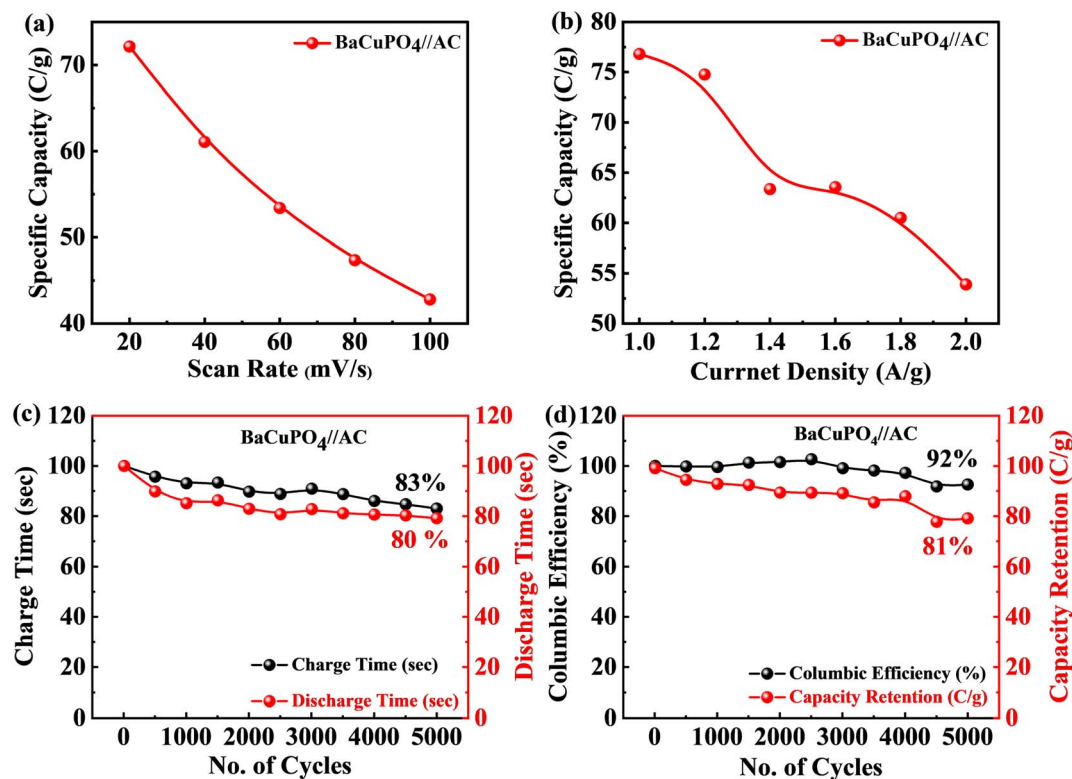 (a)
BaCuPO4//AC
Specific Capacity (C/g)
70
60
50
40
20 40 60 80 100
Scan Rate (mV/s)
(b)
BaCuPO4//AC
Specific Capacity (C/g)
80
75
70
65
60
55
50
1.0 1.2 1.4 1.6 1.8 2.0
Currnet Density (A/g)
(c)
BaCuPO4//AC
Charge Time (sec)
120
100
80
60
40
20
0
83%
80 %
Charge Time (sec)
Discharge Time (sec)
120
100
80
60
40
20
0
Discharge Time (sec)
0 1000 2000 3000 4000 5000
No. of Cycles
(d)
BaCuPO4//AC
Columbic Efficiency (%)
120
100
80
60
40
20
0
92%
81%
Columbic Efficiency (%)
Capacity Retention (C/g)
120
100
80
60
40
20
0
Capacity Retention (C/g)
0 1000 2000 3000 4000 5000
No. of Cycles